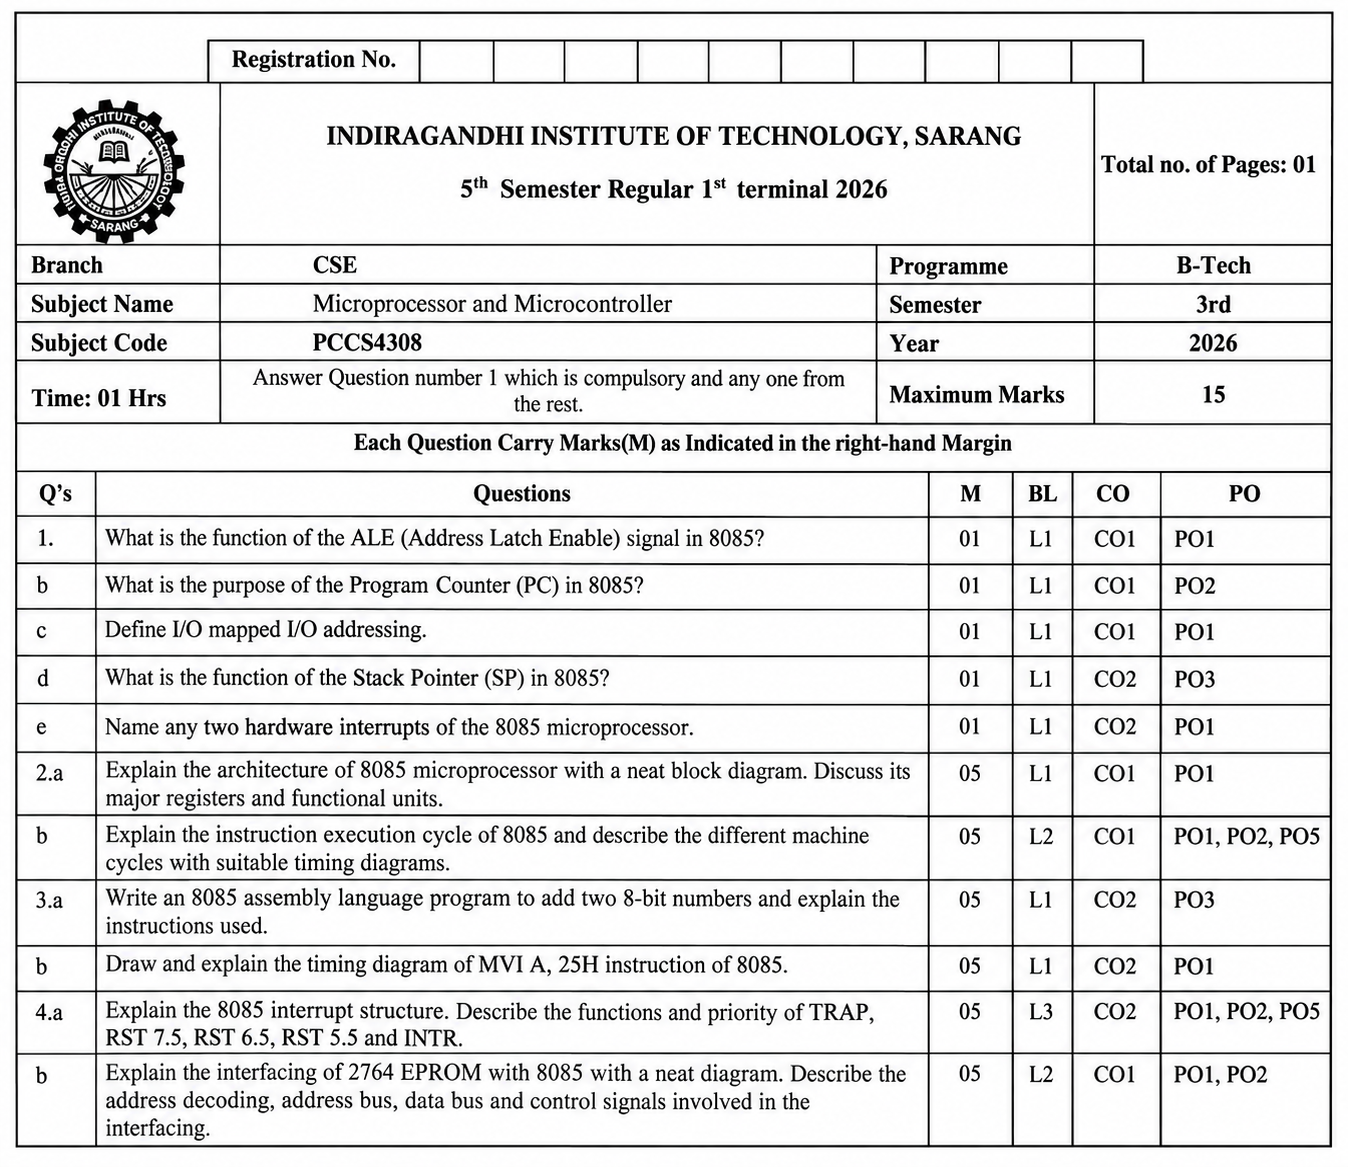 Registration No.
INDIRAGANDHI INSTITUTE OF TECHNOLOGY, SARANG
5th Semester Regular 1st terminal 2026
Total no. of Pages: 01
SARANG
Branch CSE Programme B-Tech
Subject Name Microprocessor and Microcontroller Semester 3rd
Subject Code PCCS4308 Year 2026
Time: 01 Hrs Answer Question number 1 which is compulsory and any one from
the rest. Maximum Marks 15
Each Question Carry Marks(M) as Indicated in the right-hand Margin
Q's Questions M BL CO PO
1. What is the function of the ALE (Address Latch Enable) signal in 8085? 01 L1 CO1 PO1
b What is the purpose of the Program Counter (PC) in 8085? 01 L1 CO1 PO2
c Define I/O mapped I/O addressing. 01 L1 CO1 PO1
d What is the function of the Stack Pointer (SP) in 8085? 01 L1 CO2 PO3
e Name any two hardware interrupts of the 8085 microprocessor. 01 L1 CO2 PO1
2.a Explain the architecture of 8085 microprocessor with a neat block diagram. Discuss its 05 L1 CO1 PO1
major registers and functional units.
b Explain the instruction execution cycle of 8085 and describe the different machine 05 L2 CO1 PO1, PO2, PO5
cycles with suitable timing diagrams.
3.a Write an 8085 assembly language program to add two 8-bit numbers and explain the 05 L1 CO2 PO3
instructions used.
b Draw and explain the timing diagram of MVI A, 25H instruction of 8085. 05 L1 CO2 PO1
4.a Explain the 8085 interrupt structure. Describe the functions and priority of TRAP, 05 L3 CO2 PO1, PO2, PO5
RST 7.5, RST 6.5, RST 5.5 and INTR.
b Explain the interfacing of 2764 EPROM with 8085 with a neat diagram. Describe the 05 L2 CO1 PO1, PO2
address decoding, address bus, data bus and control signals involved in the
interfacing.